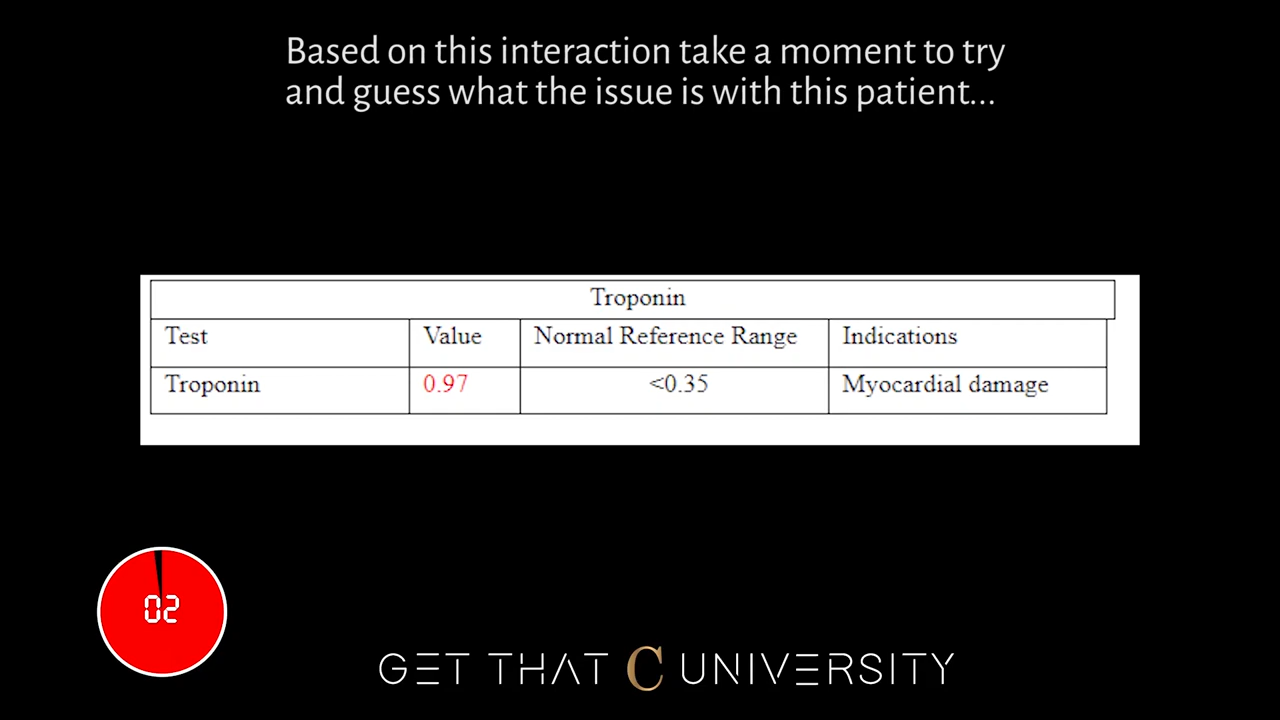 Based on this interaction take a moment to try
and guess what the issue is with this patient...
Troponin
Test Value Normal Reference Range Indications
Troponin 0.97 <0.35 Myocardial damage
02
GET THAT C UNIVERSITY